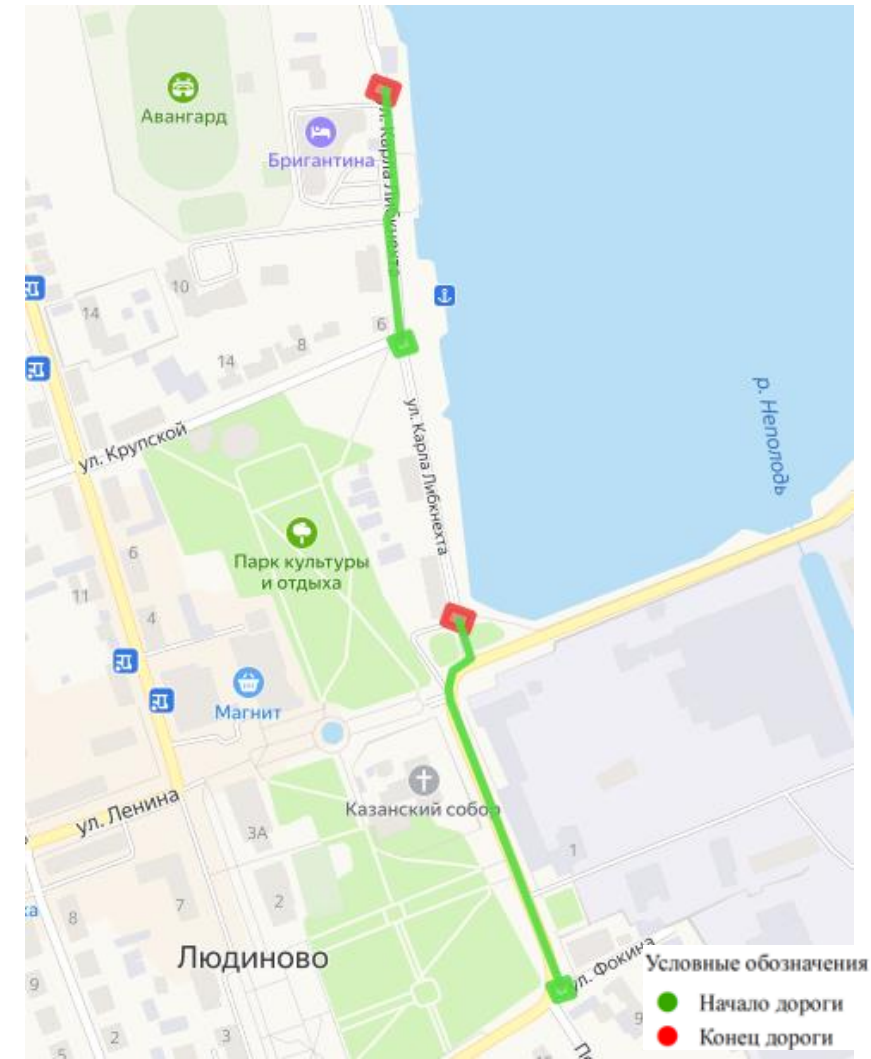 Авангард
Бригантина
ул. Карла Либкнехта
10
14
6
8
14
ул. Крупской
ул. Карла Либкнехта
р. Неполодь
Парк культуры
и отдыха
6
11
4
Магнит
Казанский собор
ул. Ленина
3А
1
2
8
7
ул. Фокина
Людиново
9
2
3
5
Условные обозначения
Начало дороги
Конец дороги